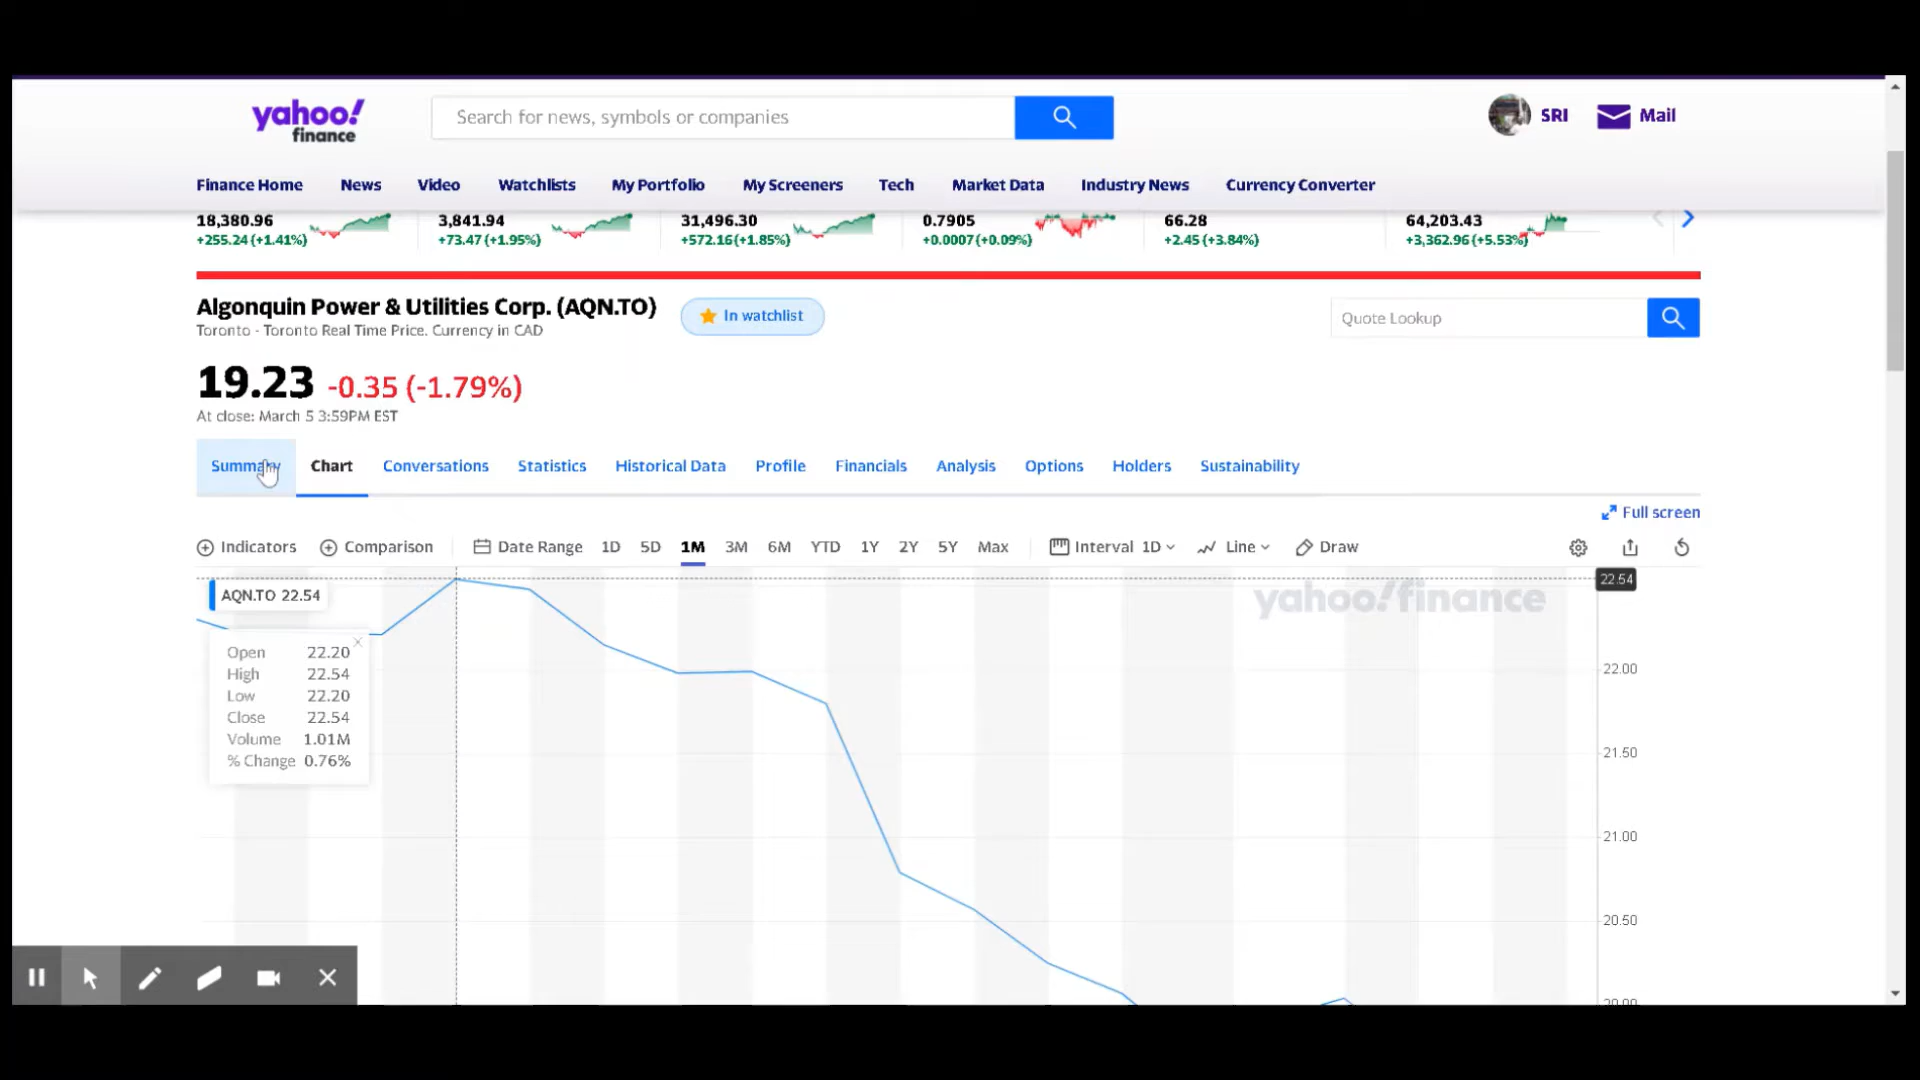 yahoo!
finance
Search for news, symbols or companies
SRI
Mail
Finance Home News Video Watchlists My Portfolio My Screeners Tech Market Data Industry News Currency Converter
18,380.96 3,841.94 31,496.30 0.7905 66.28 64,203.43
+255.24 (+1.41%) +73.47 (+1.95%) +572.16 (+1.85%) +0.0007 (+0.09%) +2.45 (+3.84%) +3,362.96 (+5.53%)
Algonquin Power & Utilities Corp. (AQN.TO)
In watchlist
Quote Lookup
Toronto - Toronto Real Time Price. Currency in CAD
19.23 -0.35 (-1.79%)
At close: March 5 3:59PM EST
Summary Chart Conversations Statistics Historical Data Profile Financials Analysis Options Holders Sustainability
Full screen
Indicators Comparison Date Range 1D 5D 1M 3M 6M YTD 1Y 2Y 5Y Max Interval 1D Line Draw
22.54
AQN.TO 22.54
yahoo!finance
Open 22.20
High 22.54
Low 22.20
Close 22.54
Volume 1.01M
% Change 0.76%
22.00
21.50
21.00
20.50
20.00